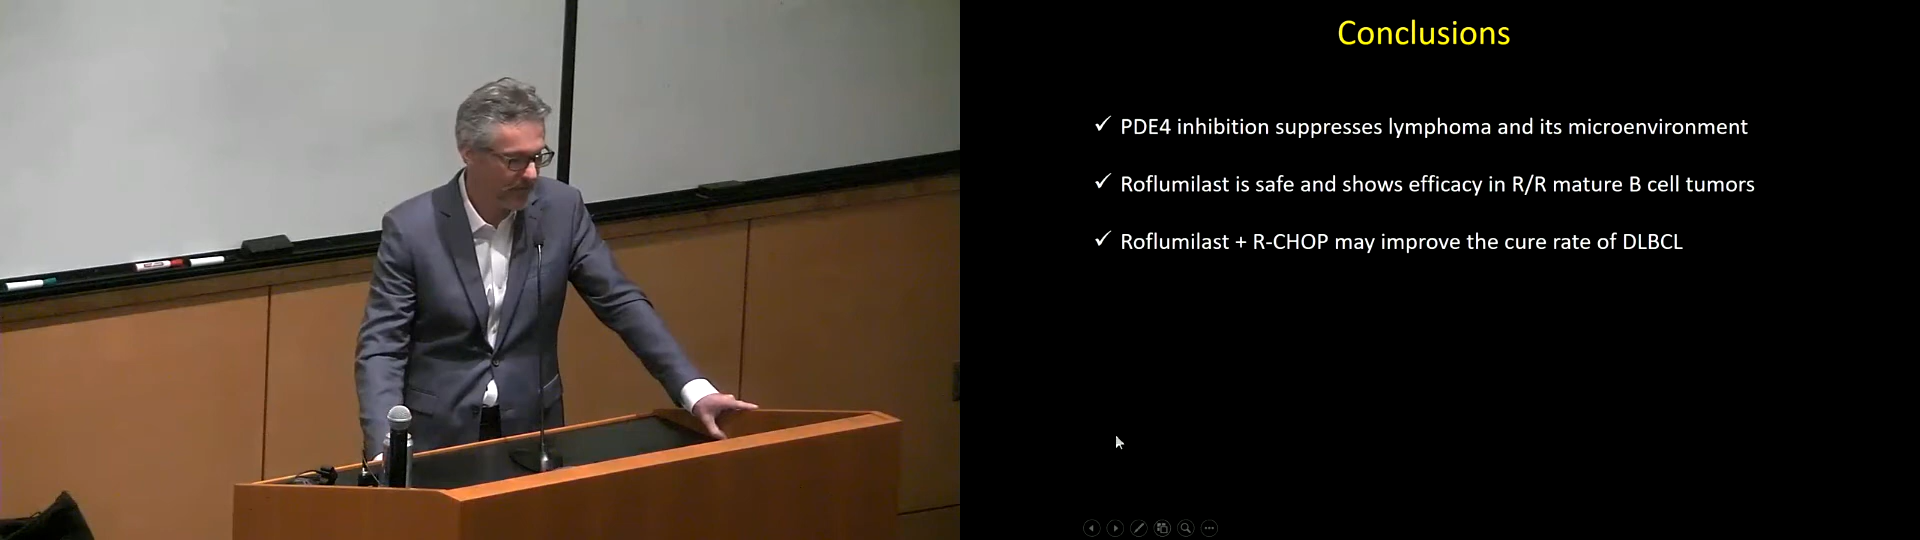 Conclusions
✓ PDE4 inhibition suppresses lymphoma and its microenvironment
✓ Roflumilast is safe and shows efficacy in R/R mature B cell tumors
✓ Roflumilast + R-CHOP may improve the cure rate of DLBCL